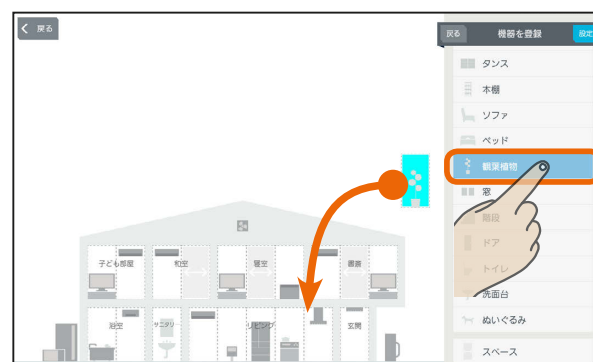 戻る
戻る
機器を登録
設定
タンス
本棚
ソファ
ベッド
観葉植物
窓
階段
ドア
トイレ
洗面台
ぬいぐるみ
スペース
子ども部屋
和室
寝室
書斎
浴室
サニタリ
リビング
玄関